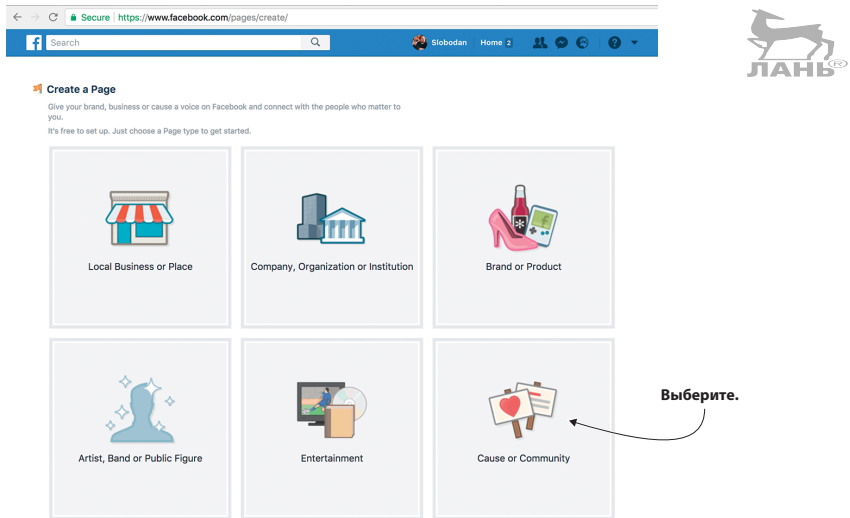 Secure | https://www.facebook.com/pages/create/
f Search Slobodan Home 2 ?
ЛАНЬ®
Create a Page
Give your brand, business or cause a voice on Facebook and connect with the people who matter to
you.
It's free to set up. Just choose a Page type to get started.
Local Business or Place
Company, Organization or Institution
Brand or Product
Выберите.
Artist, Band or Public Figure
Entertainment
Cause or Community